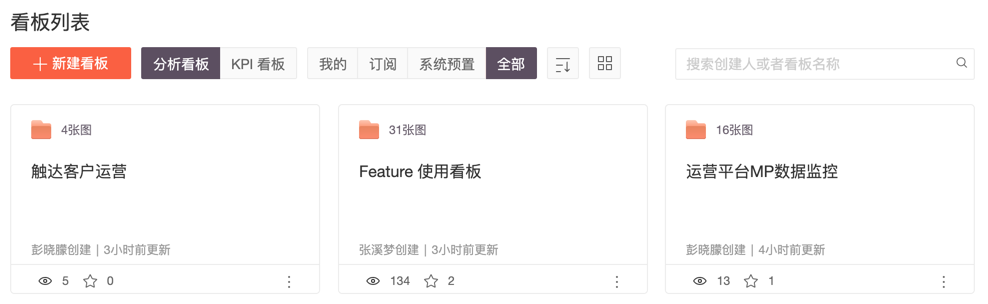 看板列表
新建看板 分析看板 KPI 看板 我的 订阅 系统预置 全部 搜索创建人或者看板名称
4张图 31张图 16张图
触达客户运营 Feature 使用看板 运营平台MP数据监控
彭晓朦创建 | 3小时前更新 张溪梦创建 | 3小时前更新 彭晓朦创建 | 4小时前更新
5 0 134 2 13 1